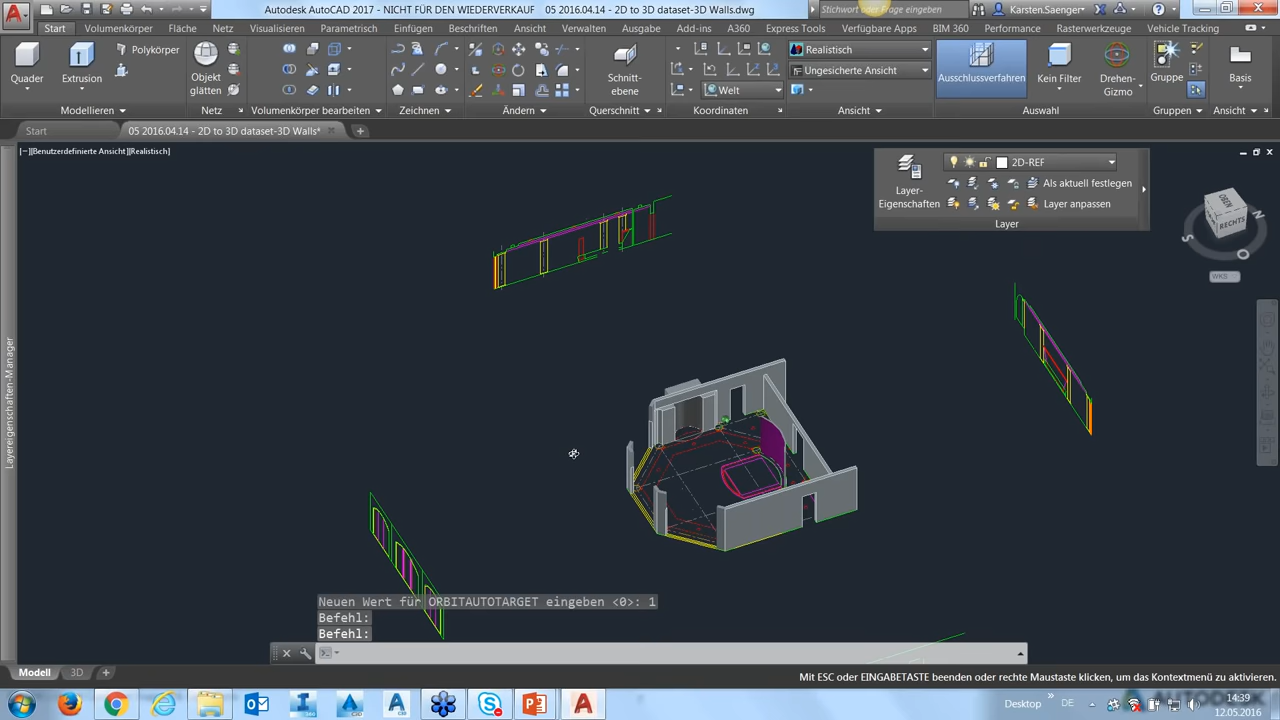 Autodesk AutoCAD 2017 - NICHT FÜR DEN WIEDERVERKAUF 05 2016.04.14 - 2D to 3D dataset-3D Walls.dwg
Stichwort oder Frage eingeben
Karsten.Saenger
Start Volumenkörper Fläche Netz Visualisieren Parametrisch Einfügen Beschriften Ansicht Verwalten Ausgabe Add-ins A360 Express Tools Verfügbare Apps BIM 360 Performance Rasterwerkzeuge Vehicle Tracking
Quader
Extrusion
Polykörper
Objekt glätten
Schnitt-ebene
Welt
Realistisch
Ungesicherte Ansicht
Ausschlussverfahren
Kein Filter
Drehen-Gizmo
Gruppe
Basis
Modellieren
Netz
Volumenkörper bearbeiten
Zeichnen
Ändern
Querschnitt
Koordinaten
Ansicht
Auswahl
Gruppen
Ansicht
Start
05 2016.04.14 - 2D to 3D dataset-3D Walls*
[−][Benutzerdefinierte Ansicht][Realistisch]
Layereigenschaften-Manager
2D-REF
Layer-Eigenschaften
Als aktuell festlegen
Layer anpassen
Layer
OBEN
RECHTS
N
S
O
WKS
Neuen Wert für ORBITAUTOTARGET eingeben <0>: 1
Befehl:
Befehl:
Modell
3D
Mit ESC oder EINGABETASTE beenden oder rechte Maustaste klicken, um das Kontextmenü zu aktivieren.
Desktop
DE
14:39
12.05.2016